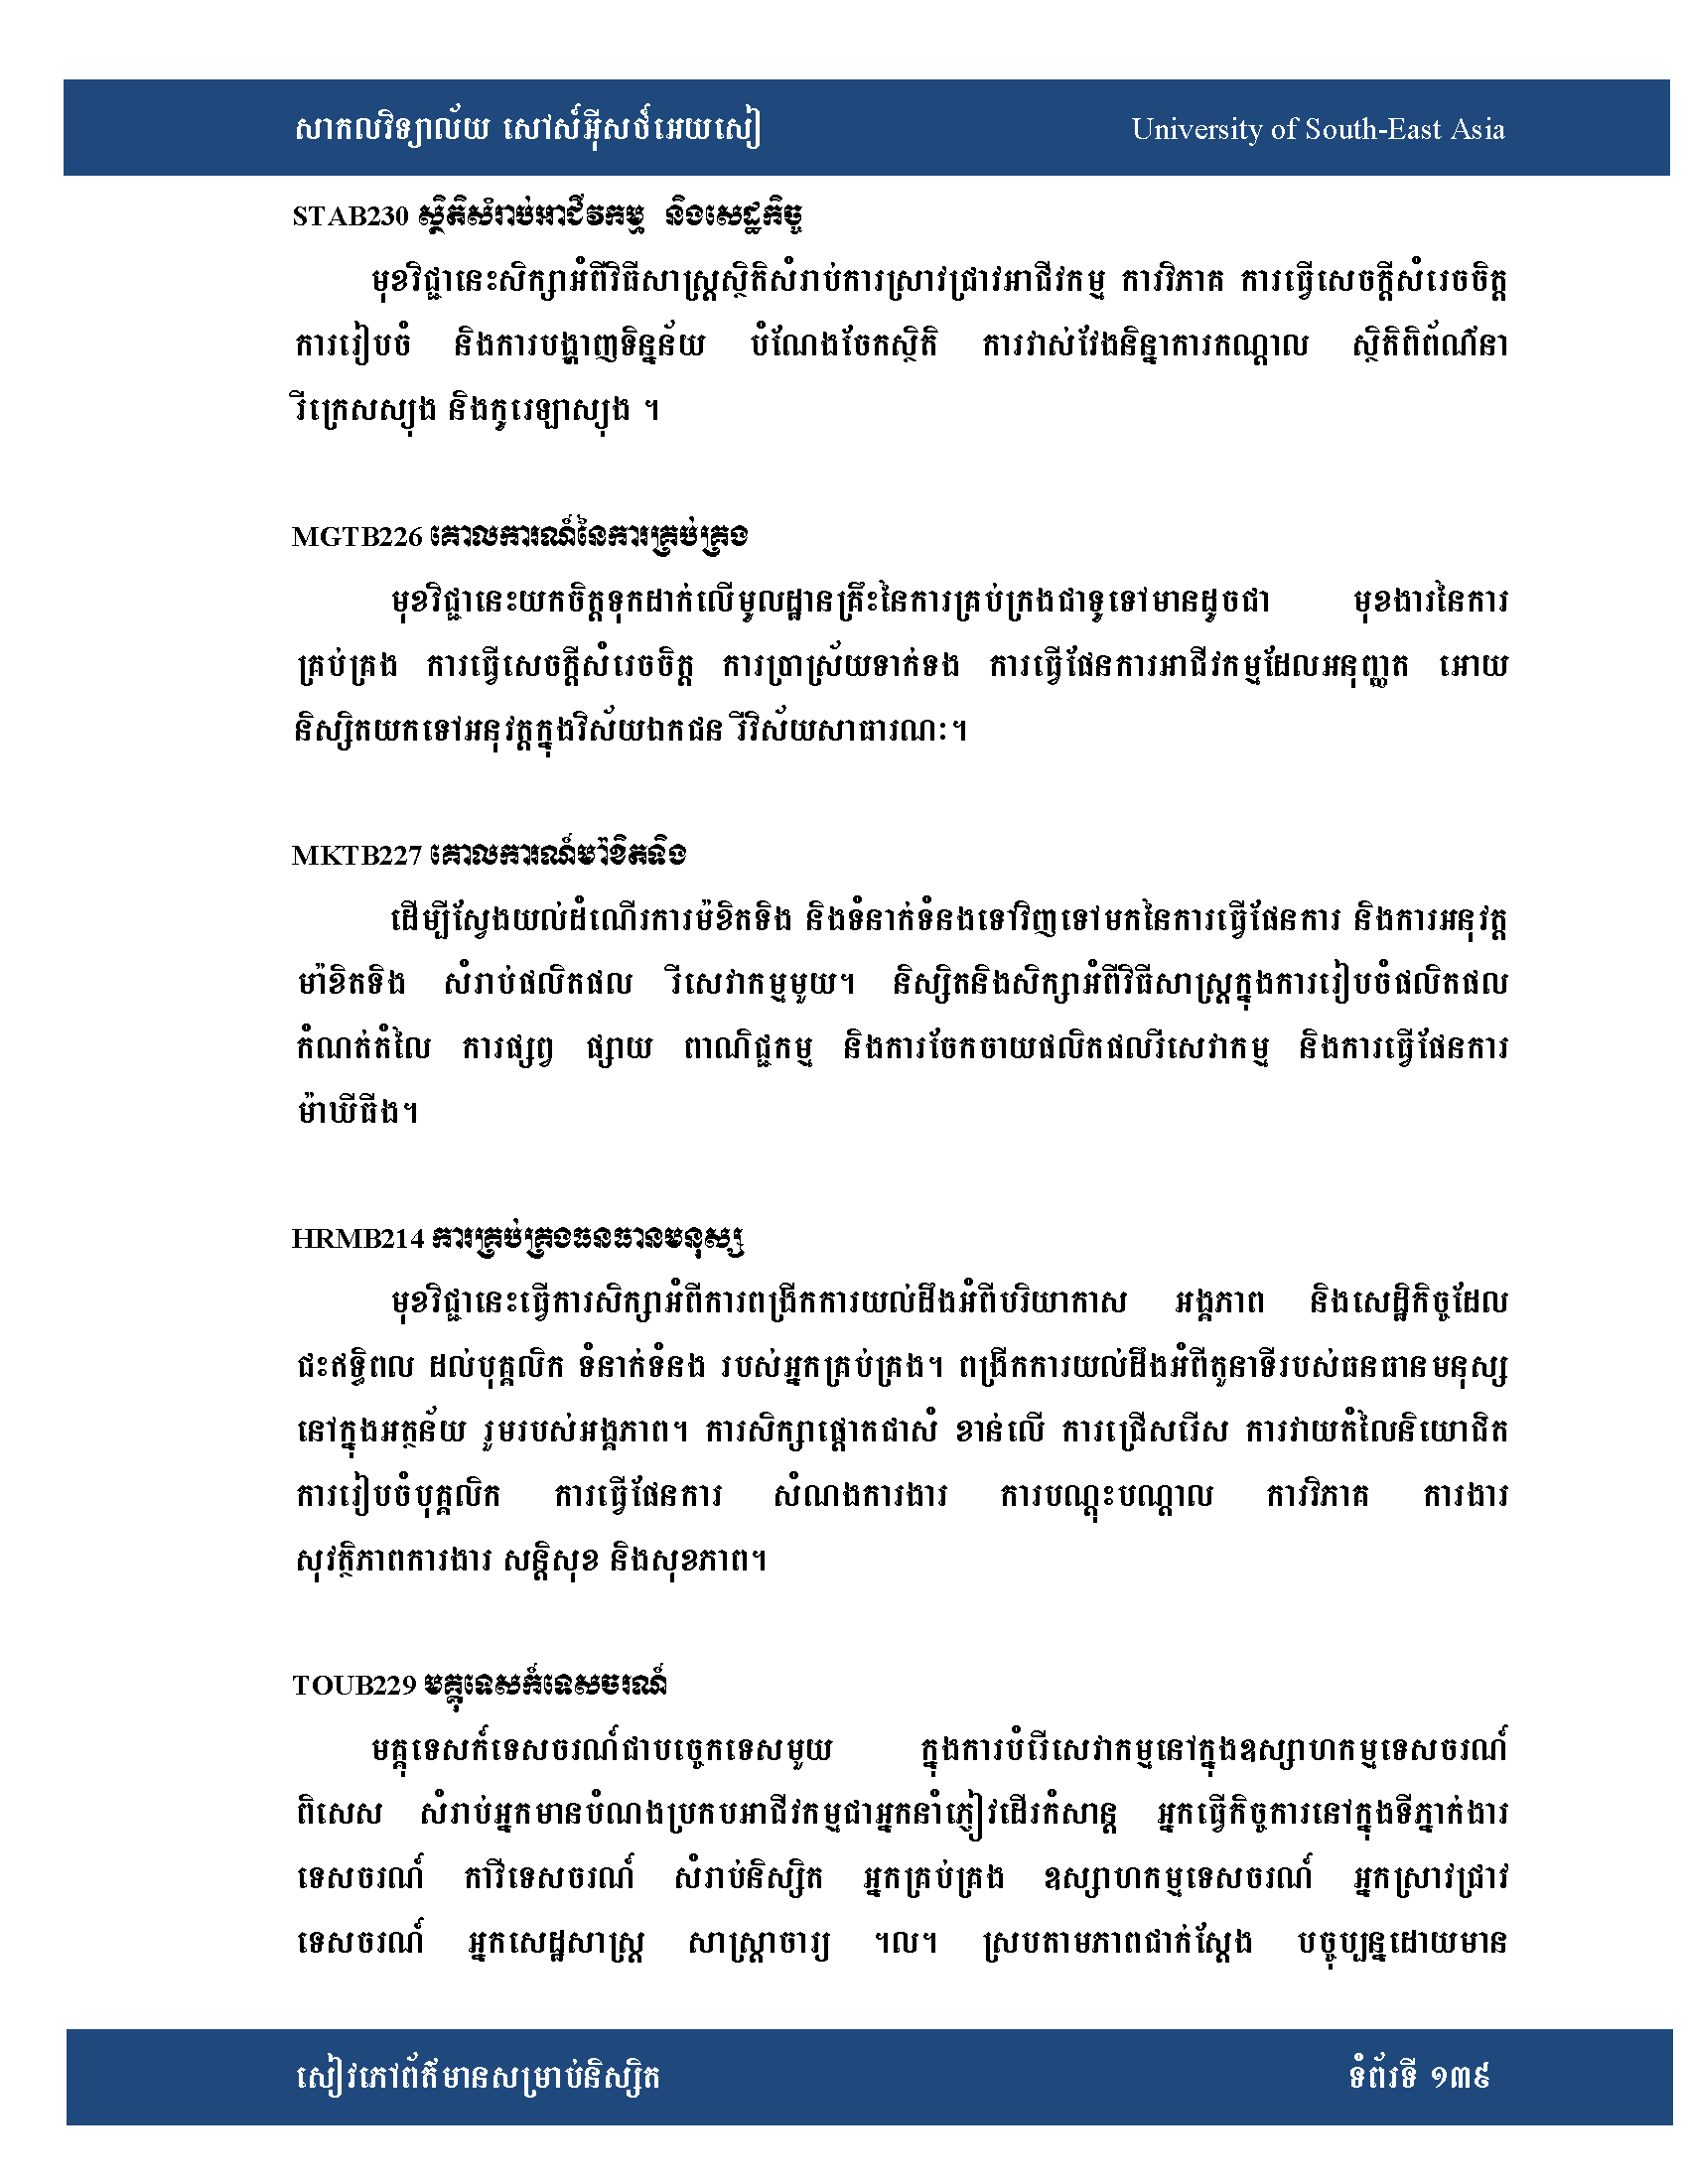 សាកលវិទ្យាល័យ សៅស៍អ៊ីសថ៍អេយសៀ University of South-East Asia
STAB230 ស្ថិតិសំរាប់អាជីវកម្ម និងសេដ្ឋកិច្ច
មុខវិជ្ជានេះសិក្សាអំពីវិធីសាស្ត្រស្ថិតិសំរាប់ការស្រាវជ្រាវអាជីវកម្ម ការវិភាគ ការធ្វើសេចក្តីសំរេចចិត្ត
ការរៀបចំ និងការបង្ហាញទិន្នន័យ បំណែងចែកស្ថិតិ ការវាស់វែងនិន្នាការកណ្តាល ស្ថិតិពិព័ណ៌នា
រីក្រេសស្យុង និងកូរេឡាស្យុង ។
MGTB226 គោលការណ៍នៃការគ្រប់គ្រង
មុខវិជ្ជានេះយកចិត្តទុកដាក់លើមូលដ្ឋានគ្រឹះនៃការគ្រប់ក្រងជាទូទៅមានដូចជា មុខងារនៃការ
គ្រប់គ្រង ការធ្វើសេចក្តីសំរេចចិត្ត ការប្រាស្រ័យទាក់ទង ការធ្វើផែនការអាជីវកម្មដែលអនុញ្ញត អោយ
និស្សិតយកទៅអនុវត្តក្នុងវិស័យឯកជន រឺវិស័យសាធារណៈ។
MKTB227 គោលការណ៍ម៉ាខិតទិង
ដើម្បីស្វែងយល់ដំណើរការម៉ខិតទិង និងទំនាក់ទំនងទៅវិញទៅមកនៃការធ្វើផែនការ និងការអនុវត្ត
ម៉ាខិតទិង សំរាប់ផលិតផល រឺសេវាកម្មមួយ។ និស្សិតនិងសិក្សាអំពីវិធីសាស្ត្រក្នុងការរៀបចំផលិតផល
កំណត់តំលៃ ការផ្សព្វ ផ្សាយ ពាណិជ្ជកម្ម និងការចែកចាយផលិតផលរឺសេវាកម្ម និងការធ្វើផែនការ
ម៉ាឃីធីង។
HRMB214 ការគ្រប់គ្រងធនធានមនុស្ស
មុខវិជ្ជានេះធ្វើការសិក្សាអំពីការពង្រីកការយល់ដឹងអំពីបរិយាកាស អង្គភាព និងសេដ្ឋិកិច្ចដែល
ជះឥទ្ធិពល ដល់បុគ្គលិក ទំនាក់ទំនង របស់អ្នកគ្រប់គ្រង។ ពង្រីកការយល់ដឹងអំពីតួនាទីរបស់ធនធានមនុស្ស
នៅក្នុងអត្ថន័យ រួមរបស់អង្គភាព។ ការសិក្សាផ្តោតជាសំ ខាន់លើ ការជ្រើសរើស ការវាយតំលៃនិយោជិត
ការរៀបចំបុគ្គលិក ការធ្វើផែនការ សំណងការងារ ការបណ្តុះបណ្តាល ការវិភាគ ការងារ
សុវត្ថិភាពការងារ សន្តិសុខ និងសុខភាព។
TOUB229 មគ្គុទេសក៍ទេសចរណ៍
មគ្គុទេសក៍ទេសចរណ៍ជាបច្ចេកទេសមួយ ក្នុងការបំរើសេវាកម្មនៅក្នុងឧស្សាហកម្មទេសចរណ៍
ពិសេស សំរាប់អ្នកមានបំណងប្រកបអាជីវកម្មជាអ្នកនាំភ្ញៀវដើរកំសាន្ត អ្នកធ្វើកិច្ចការនៅក្នុងទីភ្នាក់ងារ
ទេសចរណ៍ ការីទេសចរណ៍ សំរាប់និស្សិត អ្នកគ្រប់គ្រង ឧស្សាហកម្មទេសចរណ៍ អ្នកស្រាវជ្រាវ
ទេសចរណ៍ អ្នកសេដ្ឋសាស្ត្រ សាស្ត្រាចារ្យ ។ល។ ស្របតាមភាពជាក់ស្តែង បច្ចុប្បន្នដោយមាន
សៀវភៅព័ត៌មានសម្រាប់និស្សិត ទំព័រទី ១៣៩